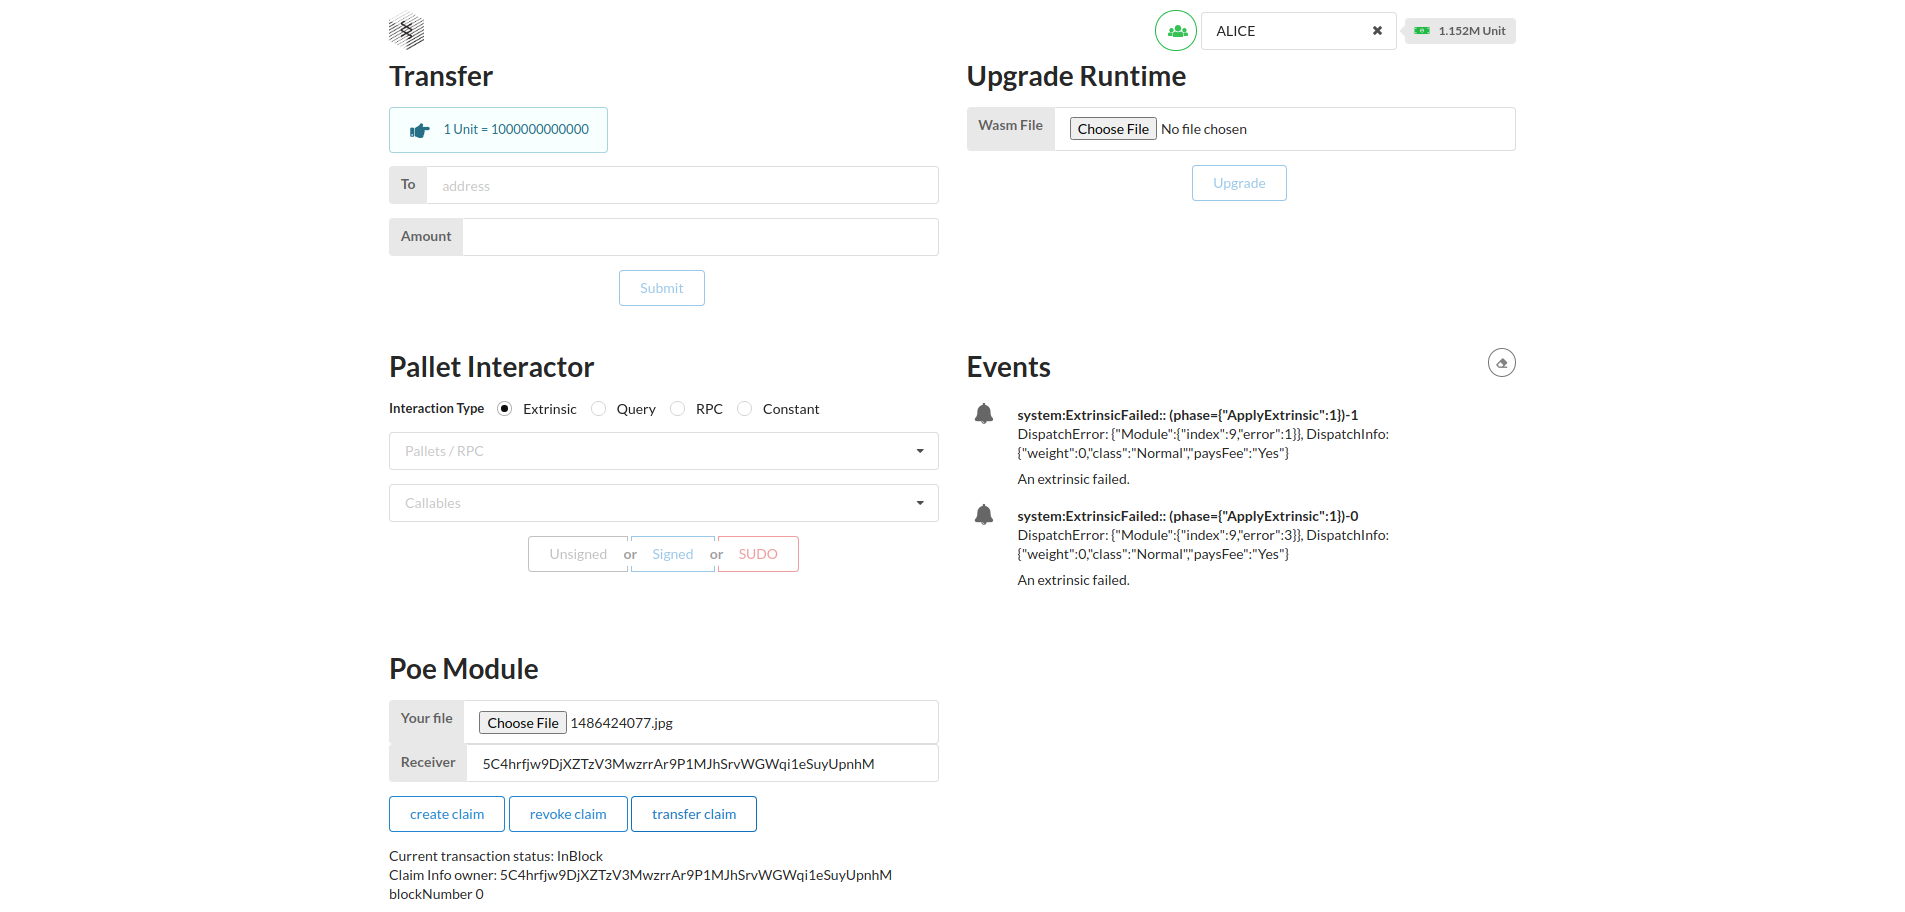 ALICE
1.152M Unit
Transfer
1 Unit = 1000000000000
To
address
Amount
Submit
Upgrade Runtime
Wasm File
Choose File No file chosen
Upgrade
Pallet Interactor
Interaction Type Extrinsic Query RPC Constant
Pallets / RPC
Callables
Unsigned or Signed or SUDO
Events
system:ExtrinsicFailed:: (phase={"ApplyExtrinsic":1})-1
DispatchError: {"Module":{"index":9,"error":1}}, DispatchInfo:
{"weight":0,"class":"Normal","paysFee":"Yes"}
An extrinsic failed.
system:ExtrinsicFailed:: (phase={"ApplyExtrinsic":1})-0
DispatchError: {"Module":{"index":9,"error":3}}, DispatchInfo:
{"weight":0,"class":"Normal","paysFee":"Yes"}
An extrinsic failed.
Poe Module
Your file
Choose File 1486424077.jpg
Receiver
5C4hrfjw9DjXZTzV3MwzrrAr9P1MJhSrvWGWqi1eSuyUpnhM
create claim revoke claim transfer claim
Current transaction status: InBlock
Claim Info owner: 5C4hrfjw9DjXZTzV3MwzrrAr9P1MJhSrvWGWqi1eSuyUpnhM
blockNumber 0